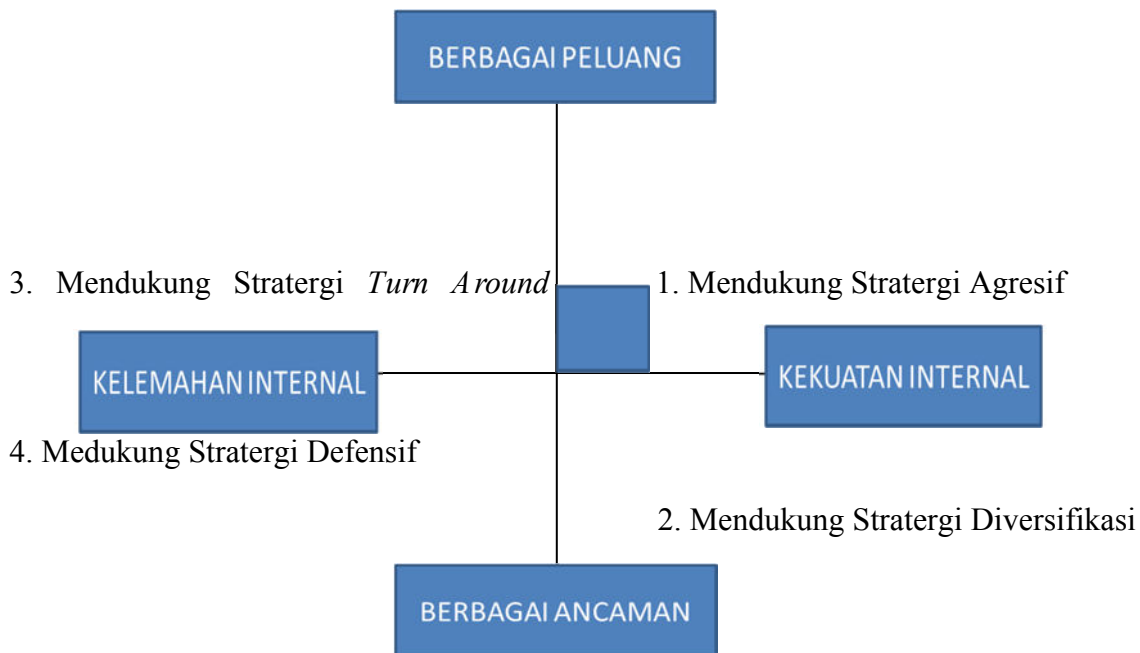 BERBAGAI PELUANG
3. Mendukung Stratergi Turn Around
1. Mendukung Stratergi Agresif
KELEMAHAN INTERNAL
KEKUATAN INTERNAL
4. Medukung Stratergi Defensif
2. Mendukung Stratergi Diversifikasi
BERBAGAI ANCAMAN